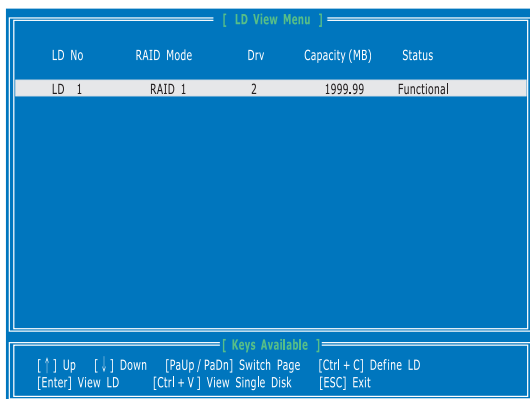 [ LD View Menu ]
LD No RAID Mode Drv Capacity (MB) Status
LD 1 RAID 1 2 1999.99 Functional
[ Keys Available ]
[↑] Up [↓] Down [PaUp / PaDn] Switch Page [Ctrl + C] Define LD
[Enter] View LD [Ctrl + V ] View Single Disk [ESC] Exit